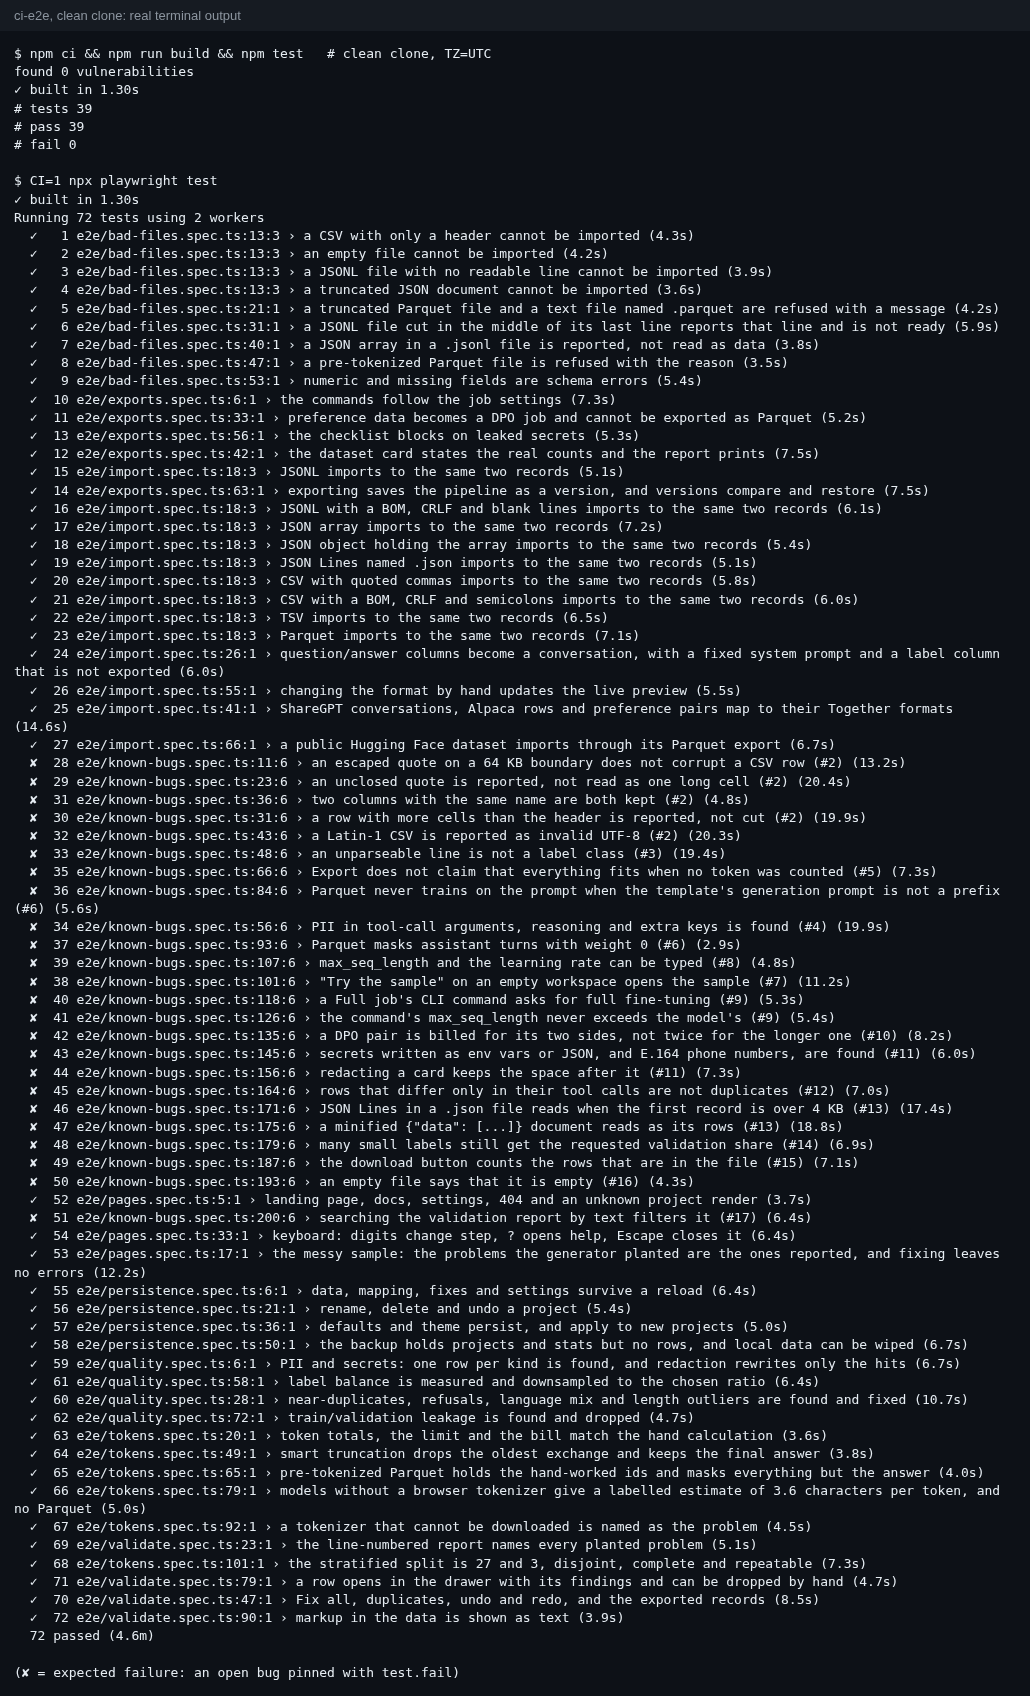 ci-e2e, clean clone: real terminal output
$ npm ci && npm run build && npm test   # clean clone, TZ=UTC
found 0 vulnerabilities
✓ built in 1.30s
# tests 39
# pass 39
# fail 0
$ CI=1 npx playwright test
✓ built in 1.30s
Running 72 tests using 2 workers
  ✓   1 e2e/bad-files.spec.ts:13:3 › a CSV with only a header cannot be imported (4.3s)
  ✓   2 e2e/bad-files.spec.ts:13:3 › an empty file cannot be imported (4.2s)
  ✓   3 e2e/bad-files.spec.ts:13:3 › a JSONL file with no readable line cannot be imported (3.9s)
  ✓   4 e2e/bad-files.spec.ts:13:3 › a truncated JSON document cannot be imported (3.6s)
  ✓   5 e2e/bad-files.spec.ts:21:1 › a truncated Parquet file and a text file named .parquet are refused with a message (4.2s)
  ✓   6 e2e/bad-files.spec.ts:31:1 › a JSONL file cut in the middle of its last line reports that line and is not ready (5.9s)
  ✓   7 e2e/bad-files.spec.ts:40:1 › a JSON array in a .jsonl file is reported, not read as data (3.8s)
  ✓   8 e2e/bad-files.spec.ts:47:1 › a pre-tokenized Parquet file is refused with the reason (3.5s)
  ✓   9 e2e/bad-files.spec.ts:53:1 › numeric and missing fields are schema errors (5.4s)
  ✓  10 e2e/exports.spec.ts:6:1 › the commands follow the job settings (7.3s)
  ✓  11 e2e/exports.spec.ts:33:1 › preference data becomes a DPO job and cannot be exported as Parquet (5.2s)
  ✓  13 e2e/exports.spec.ts:56:1 › the checklist blocks on leaked secrets (5.3s)
  ✓  12 e2e/exports.spec.ts:42:1 › the dataset card states the real counts and the report prints (7.5s)
  ✓  15 e2e/import.spec.ts:18:3 › JSONL imports to the same two records (5.1s)
  ✓  14 e2e/exports.spec.ts:63:1 › exporting saves the pipeline as a version, and versions compare and restore (7.5s)
  ✓  16 e2e/import.spec.ts:18:3 › JSONL with a BOM, CRLF and blank lines imports to the same two records (6.1s)
  ✓  17 e2e/import.spec.ts:18:3 › JSON array imports to the same two records (7.2s)
  ✓  18 e2e/import.spec.ts:18:3 › JSON object holding the array imports to the same two records (5.4s)
  ✓  19 e2e/import.spec.ts:18:3 › JSON Lines named .json imports to the same two records (5.1s)
  ✓  20 e2e/import.spec.ts:18:3 › CSV with quoted commas imports to the same two records (5.8s)
  ✓  21 e2e/import.spec.ts:18:3 › CSV with a BOM, CRLF and semicolons imports to the same two records (6.0s)
  ✓  22 e2e/import.spec.ts:18:3 › TSV imports to the same two records (6.5s)
  ✓  23 e2e/import.spec.ts:18:3 › Parquet imports to the same two records (7.1s)
  ✓  24 e2e/import.spec.ts:26:1 › question/answer columns become a conversation, with a fixed system prompt and a label column
that is not exported (6.0s)
  ✓  26 e2e/import.spec.ts:55:1 › changing the format by hand updates the live preview (5.5s)
  ✓  25 e2e/import.spec.ts:41:1 › ShareGPT conversations, Alpaca rows and preference pairs map to their Together formats
(14.6s)
  ✓  27 e2e/import.spec.ts:66:1 › a public Hugging Face dataset imports through its Parquet export (6.7s)
  ✘  28 e2e/known-bugs.spec.ts:11:6 › an escaped quote on a 64 KB boundary does not corrupt a CSV row (#2) (13.2s)
  ✘  29 e2e/known-bugs.spec.ts:23:6 › an unclosed quote is reported, not read as one long cell (#2) (20.4s)
  ✘  31 e2e/known-bugs.spec.ts:36:6 › two columns with the same name are both kept (#2) (4.8s)
  ✘  30 e2e/known-bugs.spec.ts:31:6 › a row with more cells than the header is reported, not cut (#2) (19.9s)
  ✘  32 e2e/known-bugs.spec.ts:43:6 › a Latin-1 CSV is reported as invalid UTF-8 (#2) (20.3s)
  ✘  33 e2e/known-bugs.spec.ts:48:6 › an unparseable line is not a label class (#3) (19.4s)
  ✘  35 e2e/known-bugs.spec.ts:66:6 › Export does not claim that everything fits when no token was counted (#5) (7.3s)
  ✘  36 e2e/known-bugs.spec.ts:84:6 › Parquet never trains on the prompt when the template's generation prompt is not a prefix
(#6) (5.6s)
  ✘  34 e2e/known-bugs.spec.ts:56:6 › PII in tool-call arguments, reasoning and extra keys is found (#4) (19.9s)
  ✘  37 e2e/known-bugs.spec.ts:93:6 › Parquet masks assistant turns with weight 0 (#6) (2.9s)
  ✘  39 e2e/known-bugs.spec.ts:107:6 › max_seq_length and the learning rate can be typed (#8) (4.8s)
  ✘  38 e2e/known-bugs.spec.ts:101:6 › "Try the sample" on an empty workspace opens the sample (#7) (11.2s)
  ✘  40 e2e/known-bugs.spec.ts:118:6 › a Full job's CLI command asks for full fine-tuning (#9) (5.3s)
  ✘  41 e2e/known-bugs.spec.ts:126:6 › the command's max_seq_length never exceeds the model's (#9) (5.4s)
  ✘  42 e2e/known-bugs.spec.ts:135:6 › a DPO pair is billed for its two sides, not twice for the longer one (#10) (8.2s)
  ✘  43 e2e/known-bugs.spec.ts:145:6 › secrets written as env vars or JSON, and E.164 phone numbers, are found (#11) (6.0s)
  ✘  44 e2e/known-bugs.spec.ts:156:6 › redacting a card keeps the space after it (#11) (7.3s)
  ✘  45 e2e/known-bugs.spec.ts:164:6 › rows that differ only in their tool calls are not duplicates (#12) (7.0s)
  ✘  46 e2e/known-bugs.spec.ts:171:6 › JSON Lines in a .json file reads when the first record is over 4 KB (#13) (17.4s)
  ✘  47 e2e/known-bugs.spec.ts:175:6 › a minified {"data": [...]} document reads as its rows (#13) (18.8s)
  ✘  48 e2e/known-bugs.spec.ts:179:6 › many small labels still get the requested validation share (#14) (6.9s)
  ✘  49 e2e/known-bugs.spec.ts:187:6 › the download button counts the rows that are in the file (#15) (7.1s)
  ✘  50 e2e/known-bugs.spec.ts:193:6 › an empty file says that it is empty (#16) (4.3s)
  ✓  52 e2e/pages.spec.ts:5:1 › landing page, docs, settings, 404 and an unknown project render (3.7s)
  ✘  51 e2e/known-bugs.spec.ts:200:6 › searching the validation report by text filters it (#17) (6.4s)
  ✓  54 e2e/pages.spec.ts:33:1 › keyboard: digits change step, ? opens help, Escape closes it (6.4s)
  ✓  53 e2e/pages.spec.ts:17:1 › the messy sample: the problems the generator planted are the ones reported, and fixing leaves
no errors (12.2s)
  ✓  55 e2e/persistence.spec.ts:6:1 › data, mapping, fixes and settings survive a reload (6.4s)
  ✓  56 e2e/persistence.spec.ts:21:1 › rename, delete and undo a project (5.4s)
  ✓  57 e2e/persistence.spec.ts:36:1 › defaults and theme persist, and apply to new projects (5.0s)
  ✓  58 e2e/persistence.spec.ts:50:1 › the backup holds projects and stats but no rows, and local data can be wiped (6.7s)
  ✓  59 e2e/quality.spec.ts:6:1 › PII and secrets: one row per kind is found, and redaction rewrites only the hits (6.7s)
  ✓  61 e2e/quality.spec.ts:58:1 › label balance is measured and downsampled to the chosen ratio (6.4s)
  ✓  60 e2e/quality.spec.ts:28:1 › near-duplicates, refusals, language mix and length outliers are found and fixed (10.7s)
  ✓  62 e2e/quality.spec.ts:72:1 › train/validation leakage is found and dropped (4.7s)
  ✓  63 e2e/tokens.spec.ts:20:1 › token totals, the limit and the bill match the hand calculation (3.6s)
  ✓  64 e2e/tokens.spec.ts:49:1 › smart truncation drops the oldest exchange and keeps the final answer (3.8s)
  ✓  65 e2e/tokens.spec.ts:65:1 › pre-tokenized Parquet holds the hand-worked ids and masks everything but the answer (4.0s)
  ✓  66 e2e/tokens.spec.ts:79:1 › models without a browser tokenizer give a labelled estimate of 3.6 characters per token, and
no Parquet (5.0s)
  ✓  67 e2e/tokens.spec.ts:92:1 › a tokenizer that cannot be downloaded is named as the problem (4.5s)
  ✓  69 e2e/validate.spec.ts:23:1 › the line-numbered report names every planted problem (5.1s)
  ✓  68 e2e/tokens.spec.ts:101:1 › the stratified split is 27 and 3, disjoint, complete and repeatable (7.3s)
  ✓  71 e2e/validate.spec.ts:79:1 › a row opens in the drawer with its findings and can be dropped by hand (4.7s)
  ✓  70 e2e/validate.spec.ts:47:1 › Fix all, duplicates, undo and redo, and the exported records (8.5s)
  ✓  72 e2e/validate.spec.ts:90:1 › markup in the data is shown as text (3.9s)
  72 passed (4.6m)
(✘ = expected failure: an open bug pinned with test.fail)